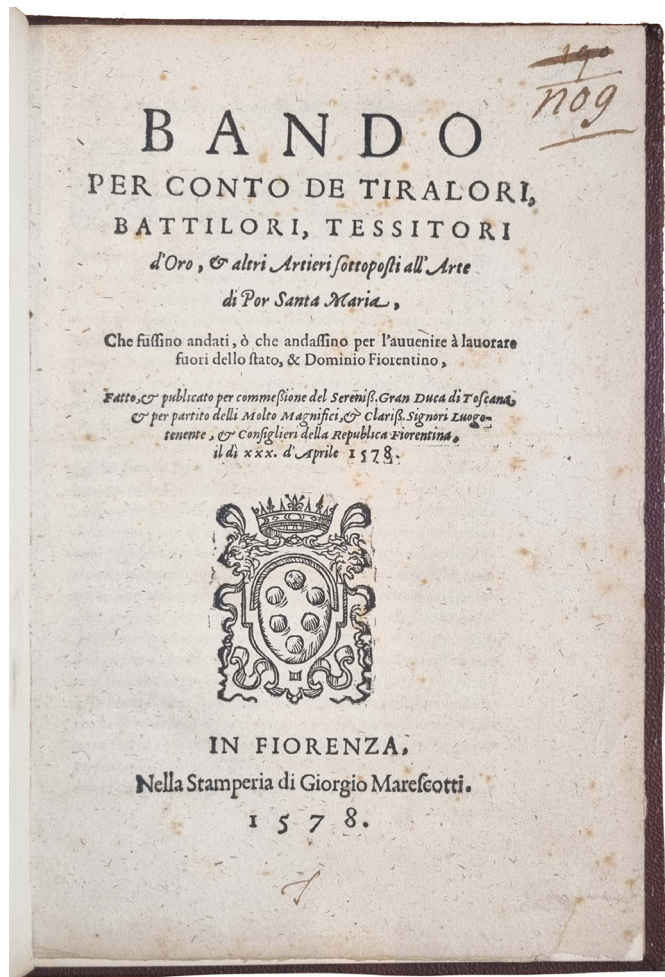 190
nog
BANDO
PER CONTO DE TIRALORI,
BATTILORI, TESSITORI
d'Oro, & altri Artieri ſottopoſti all'Arte
di Por Santa Maria,
Che fuſſino andati, ò che andaſſino per l'auuenire à lauorare
fuori dello ſtato, & Dominio Fiorentino,
Fatto, & publicato per commeſſione del Sereniſs. Gran Duca di Toſcana,
& per partito delli Molto Magnifici, & Clariſs. Signori Luogo-
tenente, & Conſiglieri della Republica Fiorentina,
il dì xxx. d'Aprile 1578.
IN FIORENZA,
Nella Stamperia di Giorgio Mareſcotti.
1578.